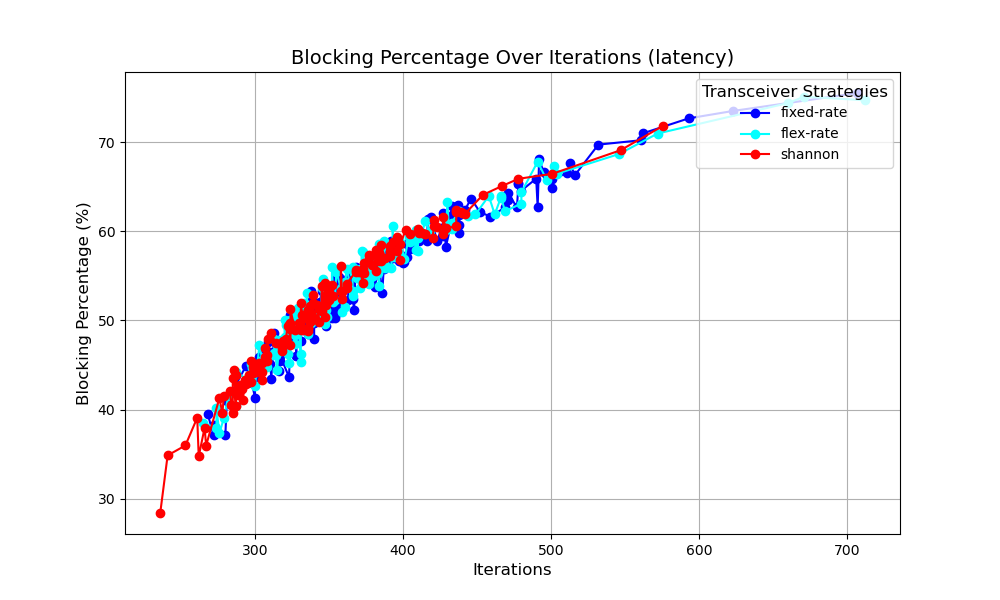 Blocking Percentage Over Iterations (latency)
Transceiver Strategies
fixed-rate
flex-rate
shannon
Blocking Percentage (%)
70
60
50
40
30
300 400 500 600 700
Iterations